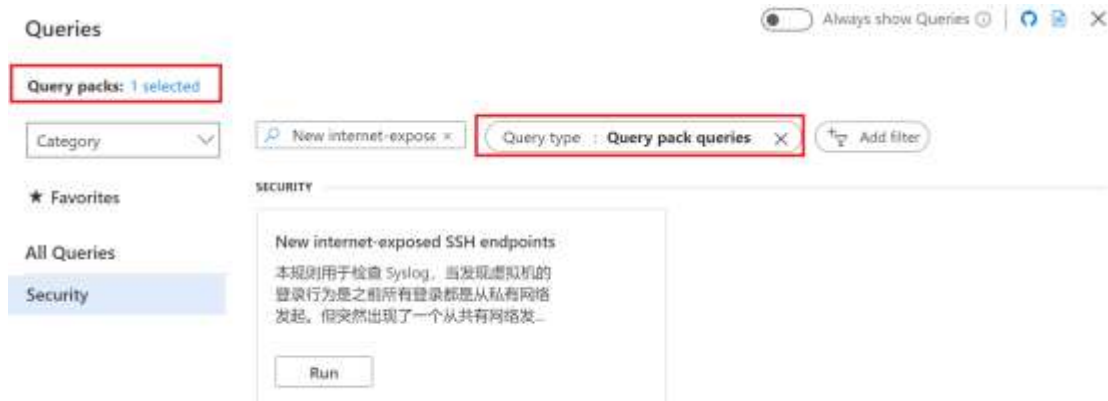 Queries
Always show Queries
Query packs: 1 selected
Category
New internet-expose ×
Query type : Query pack queries ×
Add filter
★ Favorites
SECURITY
All Queries
Security
New internet-exposed SSH endpoints
本规则用于检查 Syslog，当发现虚拟机的
登录行为是之前所有登录都是从私有网络
发起，但突然出现了一个从共有网络发...
Run